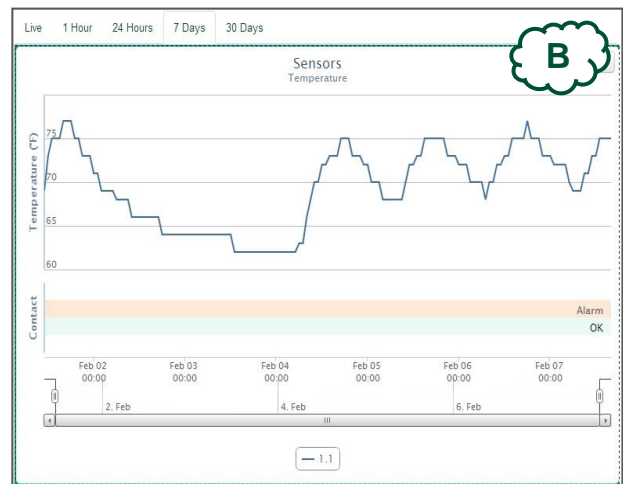 Live 1 Hour 24 Hours 7 Days 30 Days
B
Sensors
Temperature
Temperature (°F)
75
70
65
60
Contact
Alarm
OK
Feb 02 Feb 03 Feb 04 Feb 05 Feb 06 Feb 07
00:00 00:00 00:00 00:00 00:00 00:00
2. Feb 4. Feb 6. Feb
1.1